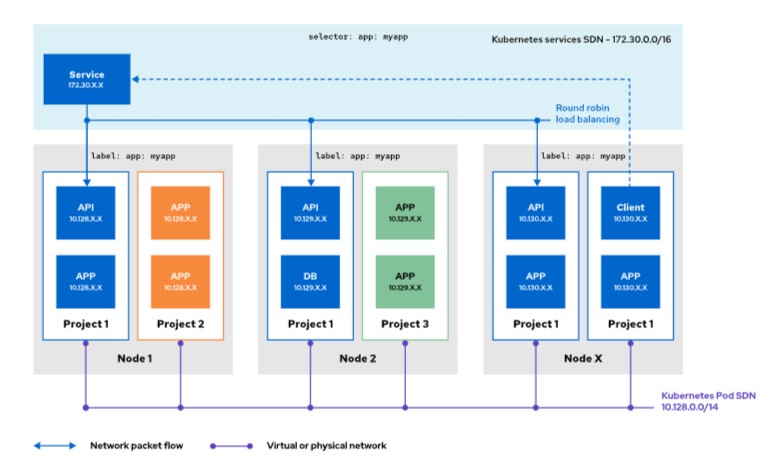 selector: app: myapp
Kubernetes services SDN - 172.30.0.0/16
Service
172.30.X.X
Round robin
load balancing
label: app: myapp
label: app: myapp
label: app: myapp
API
10.128.X.X
APP
10.128.X.X
API
10.129.X.X
APP
10.129.X.X
API
10.130.X.X
Client
10.130.X.X
APP
10.128.X.X
APP
10.128.X.X
DB
10.129.X.X
APP
10.129.X.X
APP
10.130.X.X
APP
10.130.X.X
Project 1
Project 2
Project 1
Project 3
Project 1
Project 1
Node 1
Node 2
Node X
Kubernetes Pod SDN
10.128.0.0/14
Network packet flow
Virtual or physical network